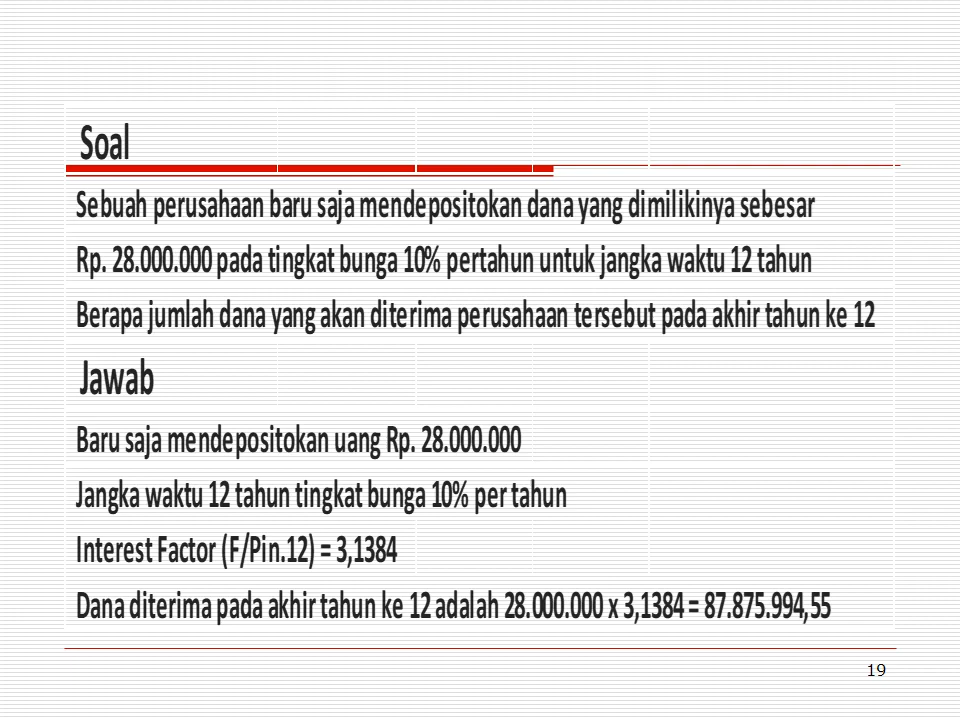 Soal
Sebuah perusahaan baru saja mendepositokan dana yang dimilikinya sebesar
Rp. 28.000.000 pada tingkat bunga 10% pertahun untuk jangka waktu 12 tahun
Berapa jumlah dana yang akan diterima perusahaan tersebut pada akhir tahun ke 12
Jawab
Baru saja mendepositokan uang Rp. 28.000.000
Jangka waktu 12 tahun tingkat bunga 10% per tahun
Interest Factor (F/Pin.12) = 3,1384
Dana diterima pada akhir tahun ke 12 adalah 28.000.000 x 3,1384 = 87.875.994,55
19